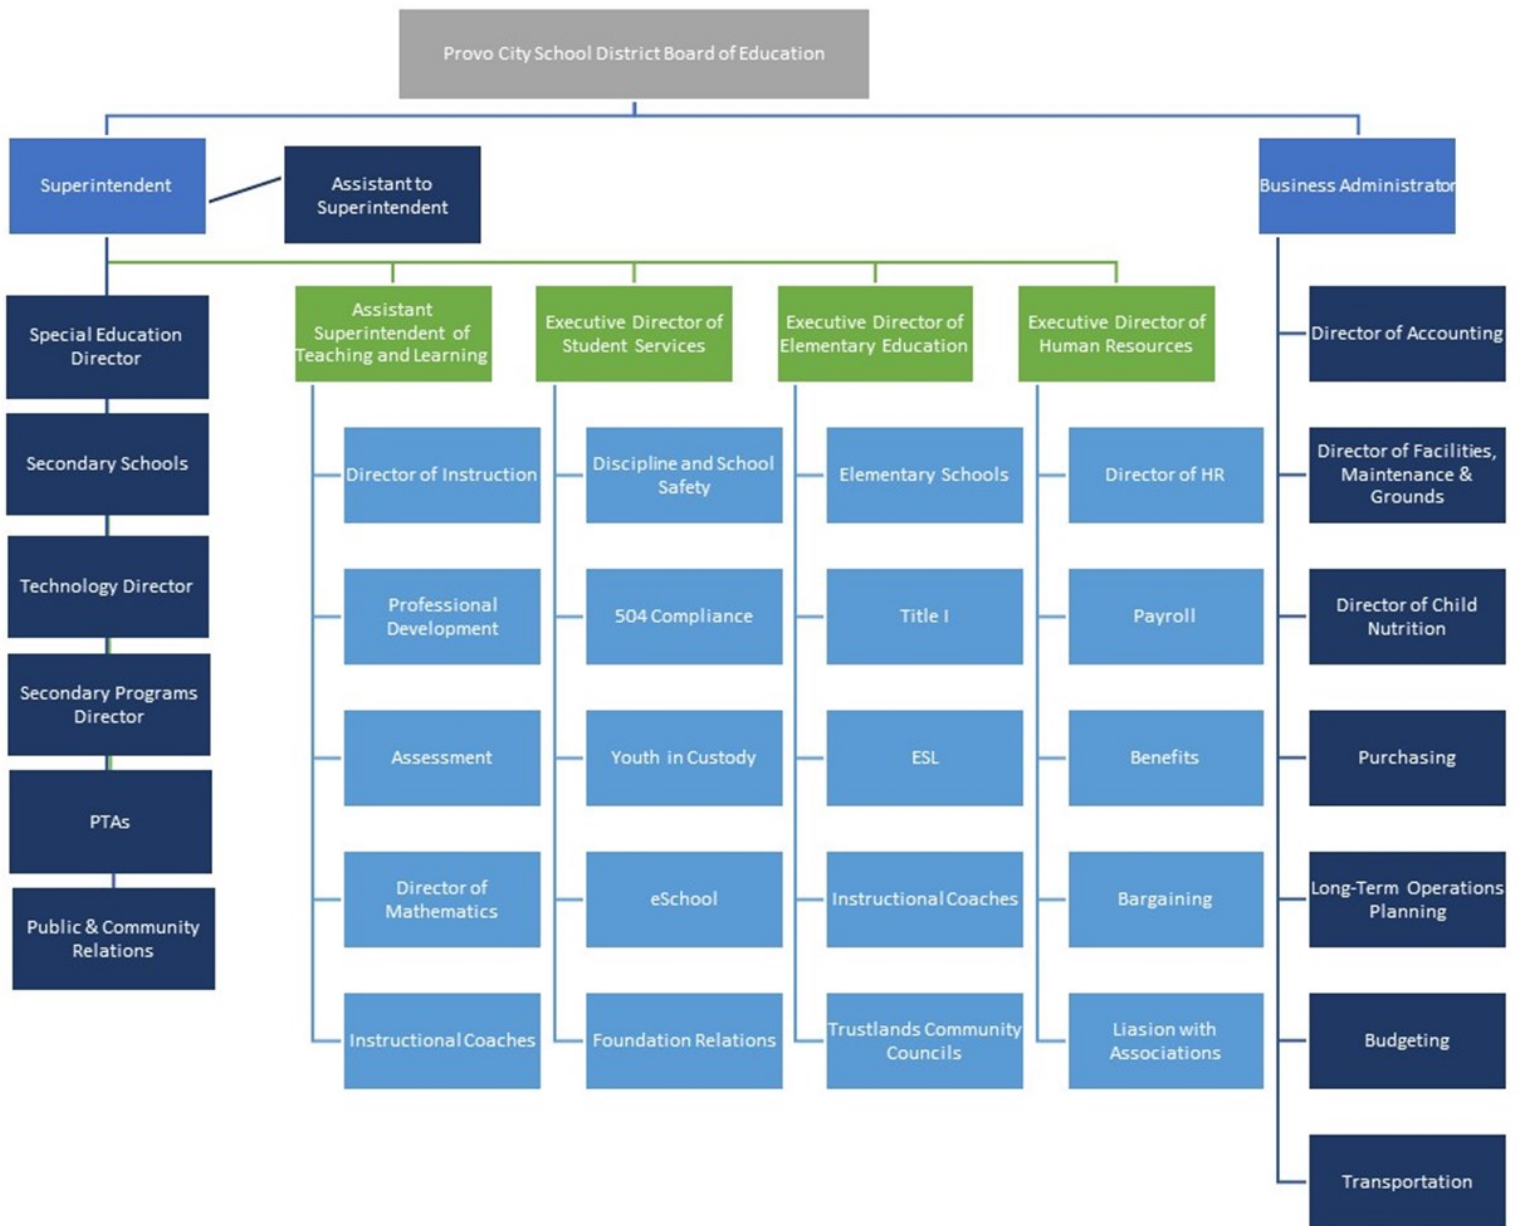 Provo City School District Board of Education
Superintendent
Assistant to
Superintendent
Business Administrator
Special Education
Director
Secondary Schools
Technology Director
Secondary Programs
Director
PTAs
Public & Community
Relations
Assistant
Superintendent of
Teaching and Learning
Director of Instruction
Professional
Development
Assessment
Director of
Mathematics
Instructional Coaches
Executive Director of
Student Services
Discipline and School
Safety
504 Compliance
Youth in Custody
eSchool
Foundation Relations
Executive Director of
Elementary Education
Elementary Schools
Title I
ESL
Instructional Coaches
Trustlands Community
Councils
Executive Director of
Human Resources
Director of HR
Payroll
Benefits
Bargaining
Liasion with
Associations
Director of Accounting
Director of Facilities,
Maintenance &
Grounds
Director of Child
Nutrition
Purchasing
Long-Term Operations
Planning
Budgeting
Transportation